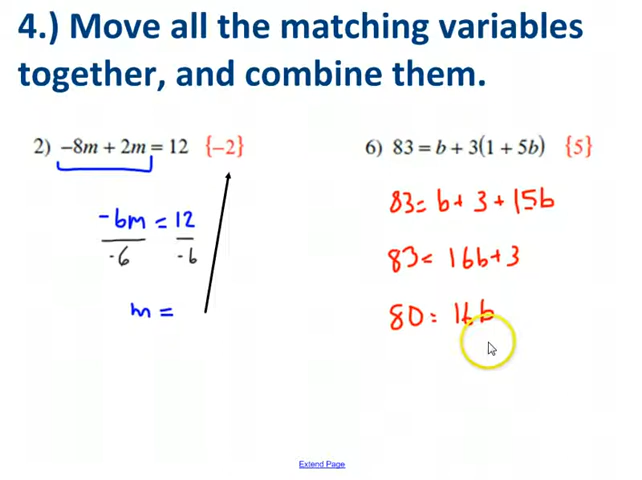 4.) Move all the matching variables
together, and combine them.
2) −8m + 2m = 12 {−2}
-6m = 12
-6 -6
m =
6) 83 = b + 3(1 + 5b) {5}
83 = b + 3 + 15b
83 = 16b + 3
80 = 16b
Extend Page